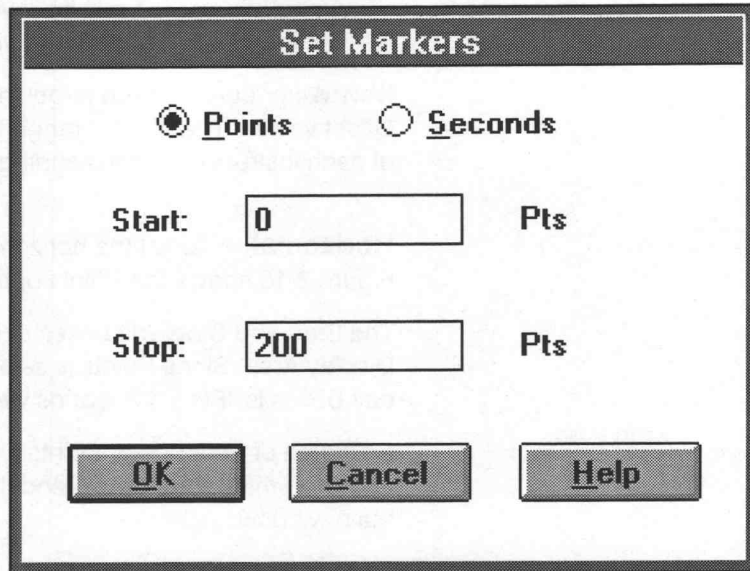 Set Markers
Points Seconds
Start: 0 Pts
Stop: 200 Pts
OK Cancel Help